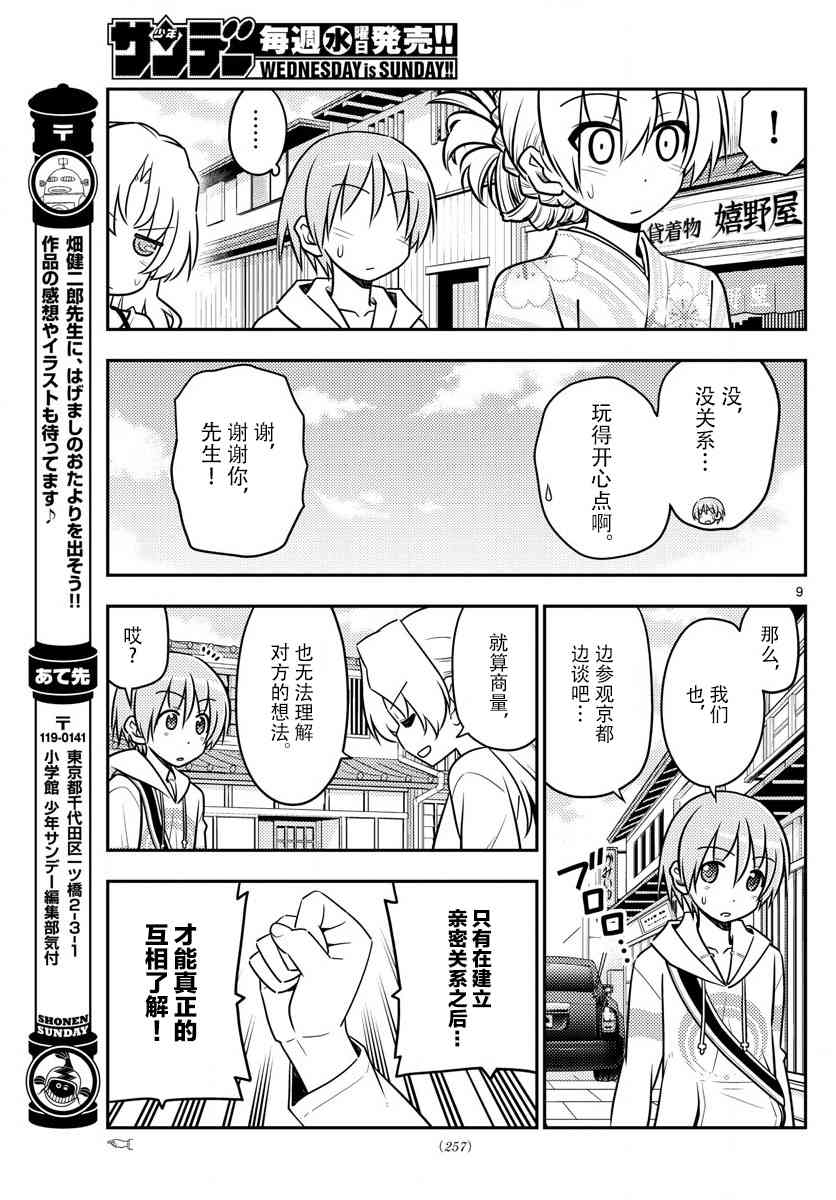 少年サンデー毎週水曜日発売!!
WEDNESDAY is SUNDAY!!
!
嬉野屋
貸着物
……
没,
没关系…
玩得开心点啊。
谢,
谢谢你,
先生!
9
那么,
我们
也,
边参观京都
边谈吧…
ブロロロ…
就算商量,
也无法理解
对方的想法。
哎?
只有在建立
亲密关系之后…
才能真正的
互相了解!
〒
畑健二郎先生に、はげましのおたよりを出そう!!
作品の感想やイラストも待ってます♪
あて先
〒
119-0141
東京都千代田区一ツ橋2-3-1
小学館 少年サンデー編集部気付
SHONEN
SUNDAY
(257)